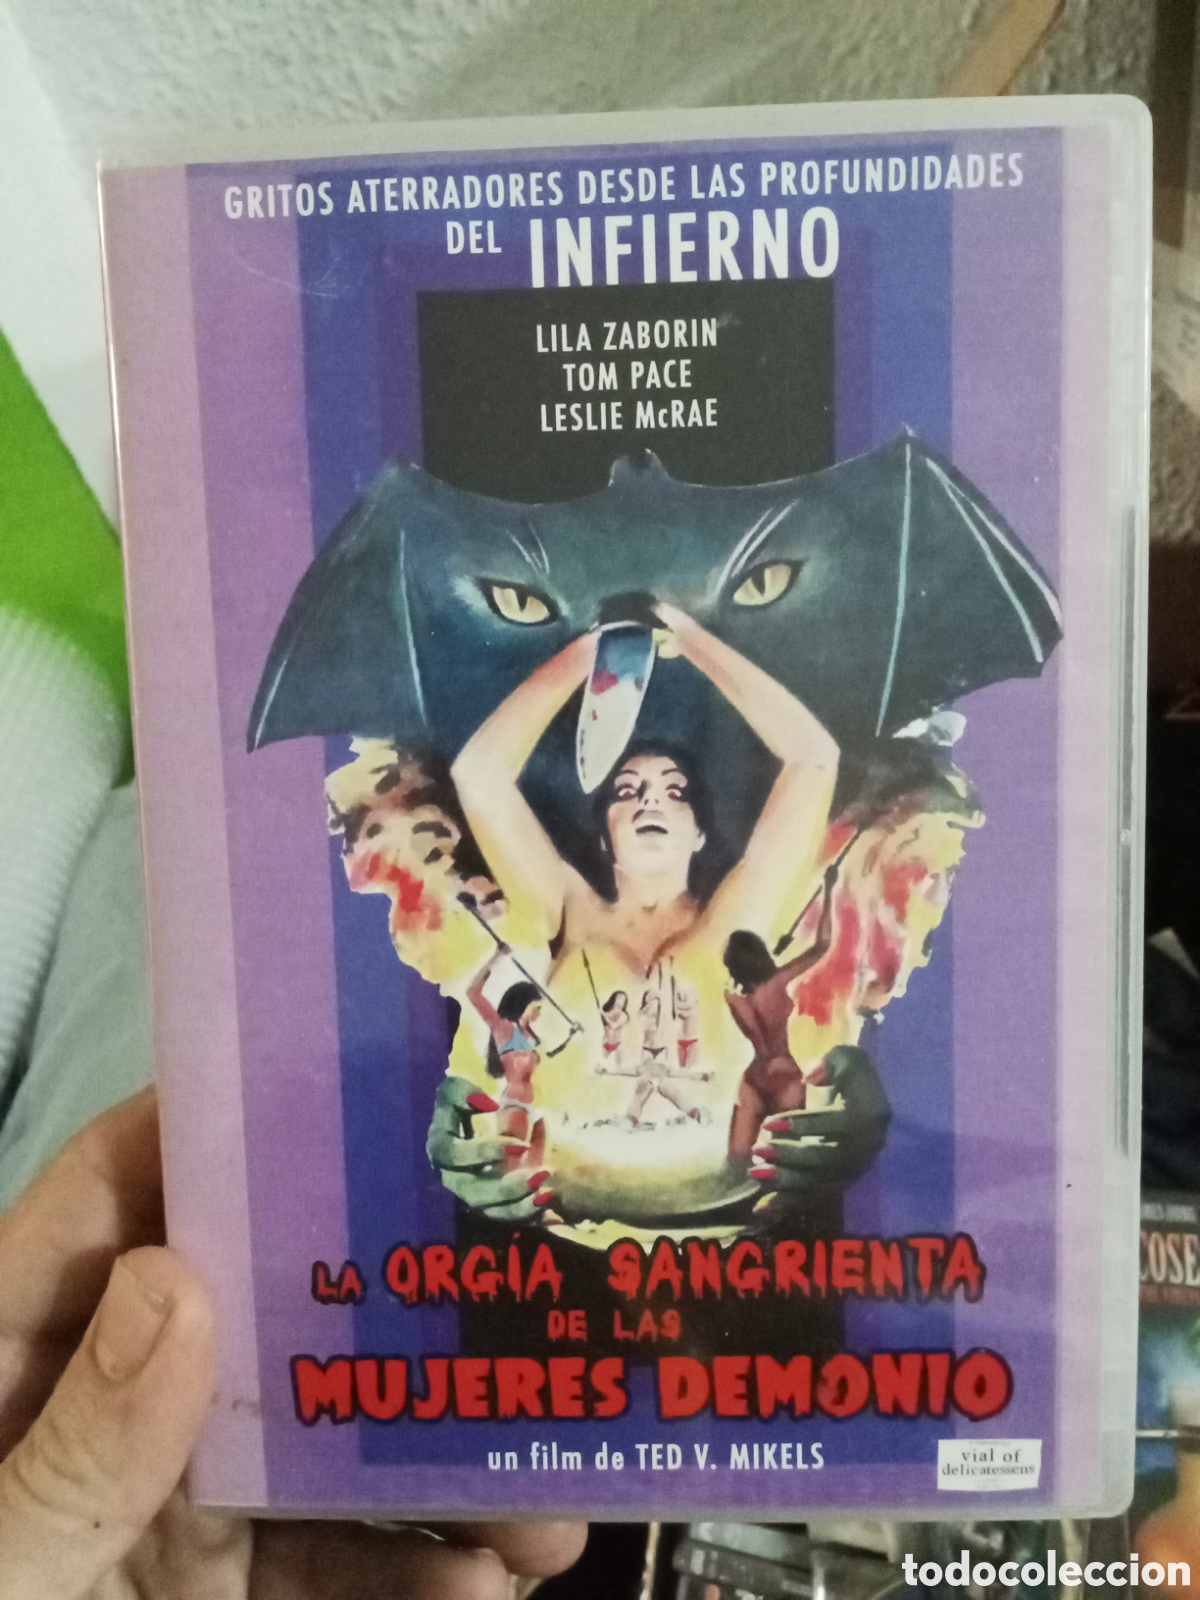 GRITOS ATERRADORES DESDE LAS PROFUNDIDADES
DEL INFIERNO
LILA ZABORIN
TOM PACE
LESLIE McRAE
LA ORGÍA SANGRIENTA
DE LAS
MUJERES DEMONIO
un film de TED V. MIKELS
vial of
delicatessens
COSE
todocoleccion